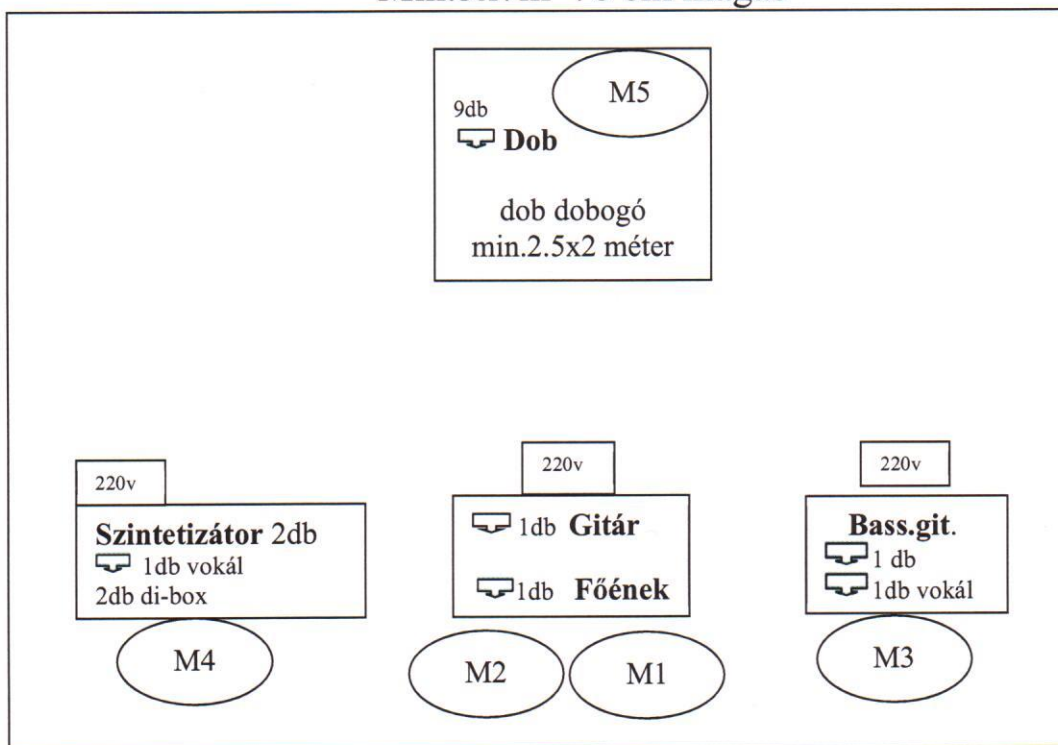 M5
9db
Dob
dob dobogó
min.2.5x2 méter
220v
220v
220v
Szintetizátor 2db
1db vokál
2db di-box
1db Gitár
1db Főének
Bass.git.
1 db
1db vokál
M4
M2
M1
M3